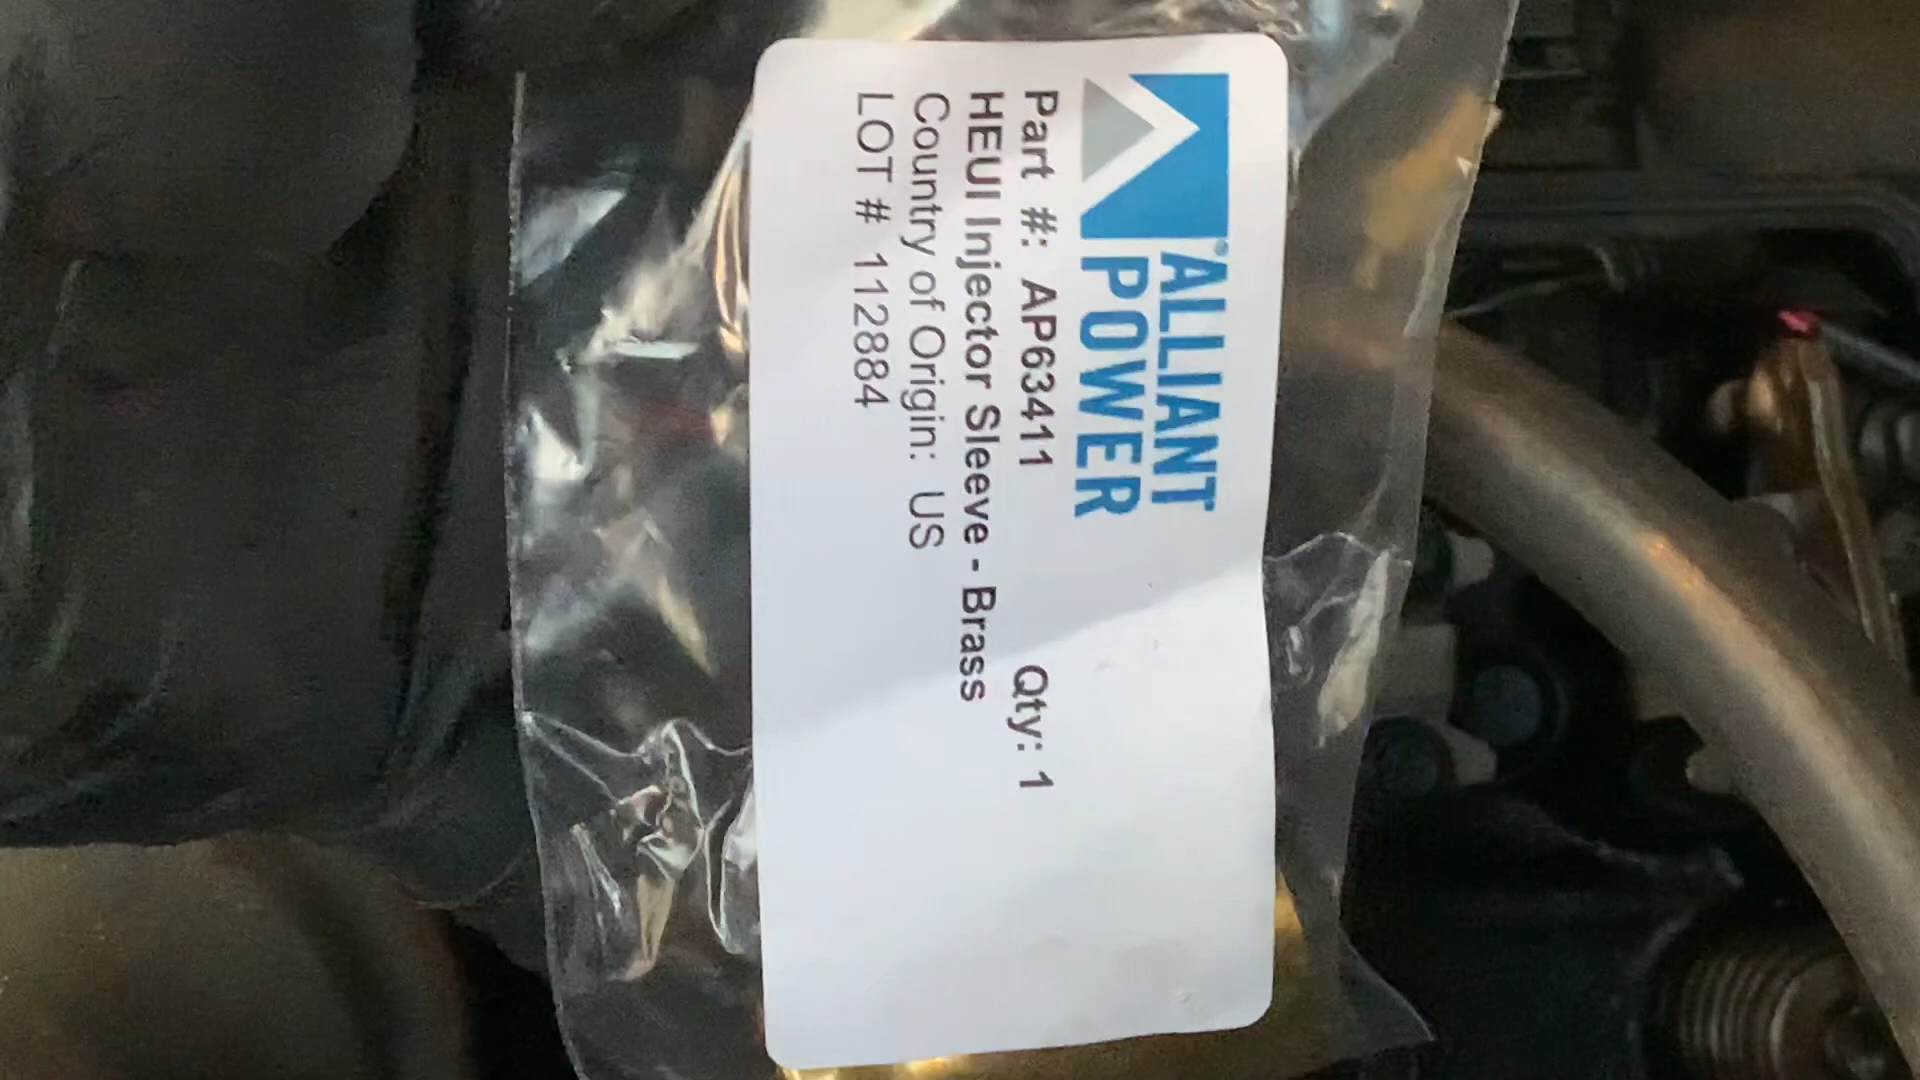 ALLIANT
POWER
Part #: AP63411 Qty: 1
HEUI Injector Sleeve - Brass
Country of Origin: US
LOT # 112884